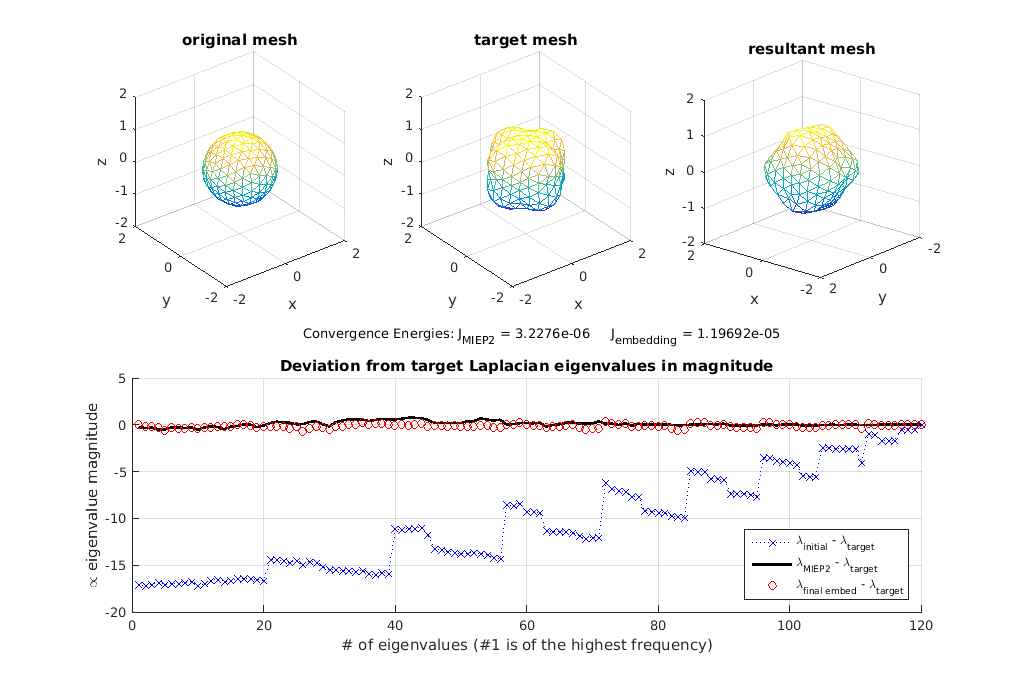 original mesh
target mesh
resultant mesh
2
1
0
-1
-2
z
2
0
-2
y
-2
0
2
x
2
1
0
-1
-2
z
2
0
-2
y
-2
0
2
x
2
1
0
-1
-2
z
2
0
-2
x
2
0
-2
y
Convergence Energies: J_MIEP2 = 3.2276e-06 J_embedding = 1.19692e-05
Deviation from target Laplacian eigenvalues in magnitude
∝ eigenvalue magnitude
5
0
-5
-10
-15
-20
0 20 40 60 80 100 120
# of eigenvalues (#1 is of the highest frequency)
λ_initial - λ_target
λ_MIEP2 - λ_target
λ_final embed - λ_target